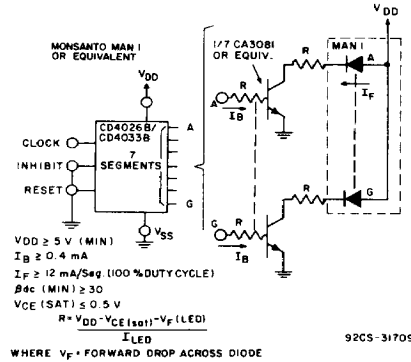 MONSANTO MAN 1
OR EQUIVALENT
VDD
CD4026B/
CD4033B
7
SEGMENTS
A
G
CLOCK
INHIBIT
RESET
VSS
1/7 CA3081
OR EQUIV.
R
A
IB
R
MAN 1
A
IF
VDD
G
R
IB
R
G
VDD ≥ 5 V (MIN)
IB ≥ 0.4 mA
IF ≥ 12 mA/Seg. (100 % DUTY CYCLE)
βdc (MIN) ≥ 30
VCE (SAT) ≤ 0.5 V
R = VDD - VCE(sat) - VF (LED)
ILED
92CS-31709
WHERE VF = FORWARD DROP ACROSS DIODE